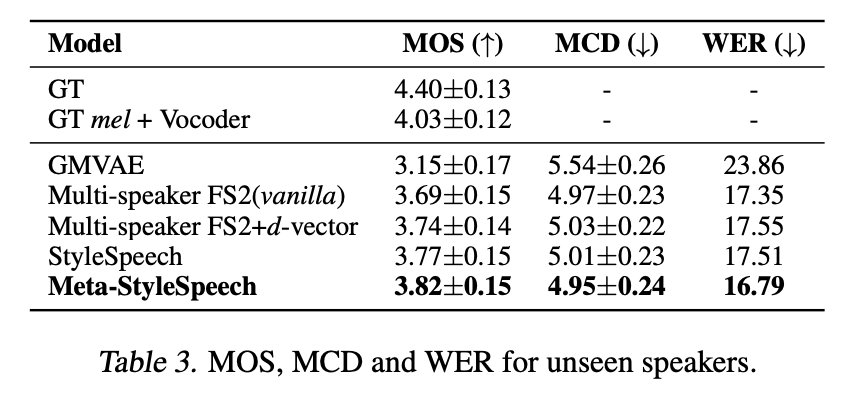 Model MOS (↑) MCD (↓) WER (↓)
GT 4.40±0.13 - -
GT mel + Vocoder 4.03±0.12 - -
GMVAE 3.15±0.17 5.54±0.26 23.86
Multi-speaker FS2(vanilla) 3.69±0.15 4.97±0.23 17.35
Multi-speaker FS2+d-vector 3.74±0.14 5.03±0.22 17.55
StyleSpeech 3.77±0.15 5.01±0.23 17.51
Meta-StyleSpeech 3.82±0.15 4.95±0.24 16.79
Table 3. MOS, MCD and WER for unseen speakers.